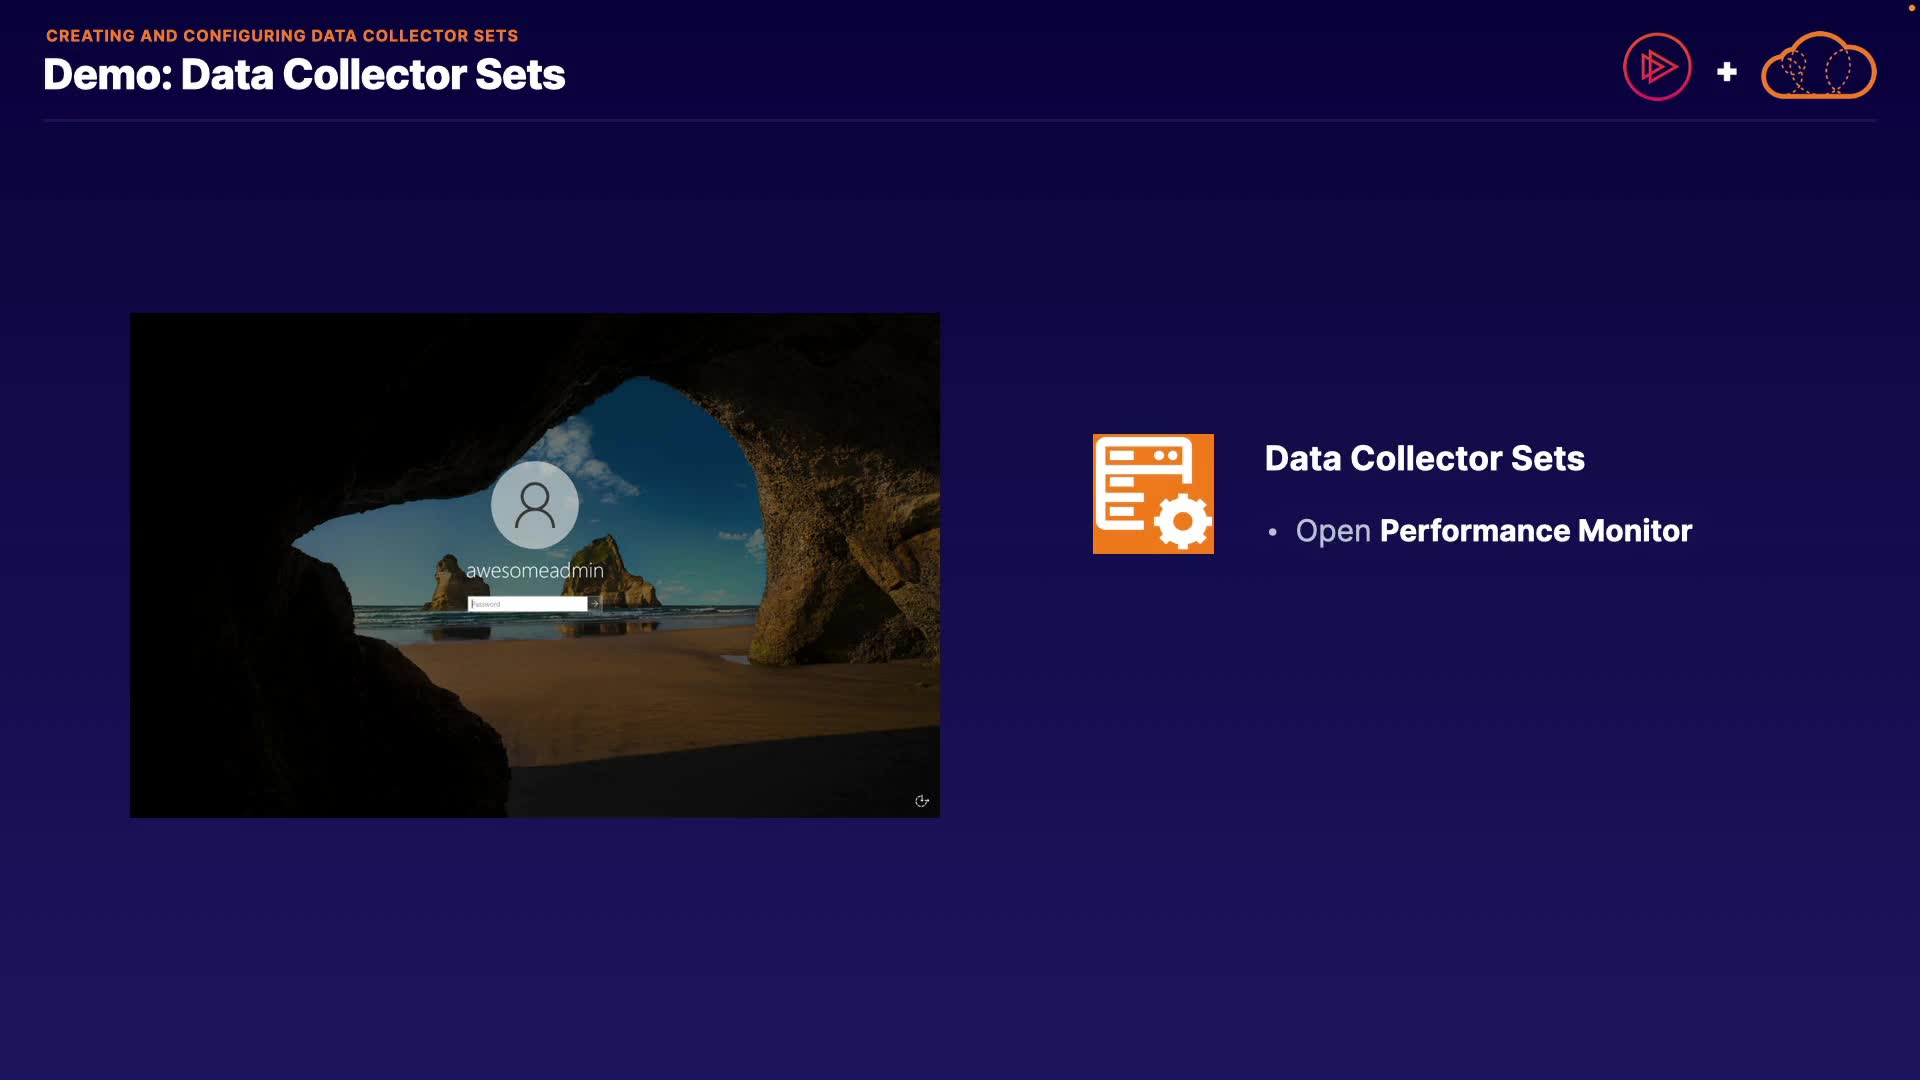 CREATING AND CONFIGURING DATA COLLECTOR SETS
Demo: Data Collector Sets
awesomeadmin
Password
Data Collector Sets
• Open Performance Monitor